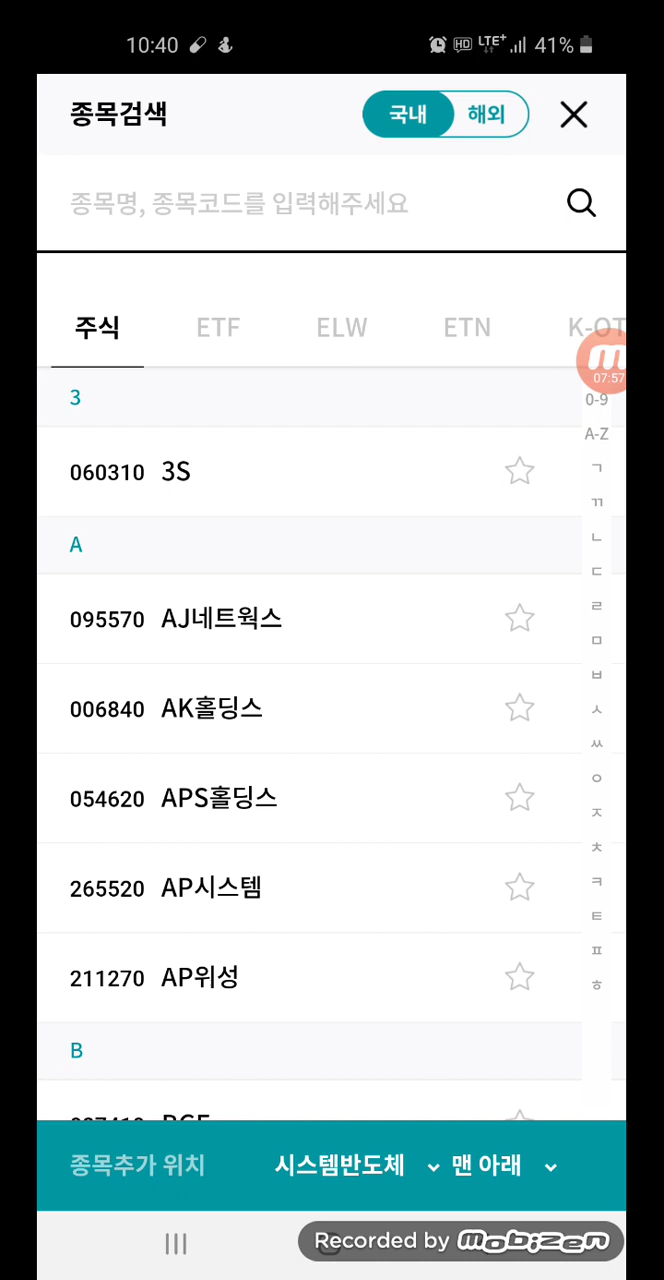 10:40 HD LTE+ 41%
종목검색 국내 해외
종목명, 종목코드를 입력해주세요
주식 ETF ELW ETN K-OT
07:57
3
0-9
A-Z
060310 3S
ㄱ
ㄲ
A
ㄴ
ㄷ
095570 AJ네트웍스
ㄹ
ㅁ
ㅂ
006840 AK홀딩스
ㅅ
ㅆ
ㅇ
054620 APS홀딩스
ㅈ
ㅊ
265520 AP시스템
ㅋ
ㅌ
ㅍ
211270 AP위성
ㅎ
B
종목추가 위치 시스템반도체 맨 아래
Recorded by mobizen